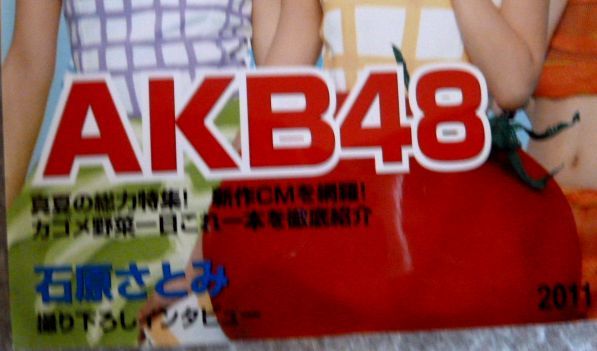 AKB48
真夏の総力特集! 新作CMを網羅!
カゴメ野菜一日これ一本を徹底紹介
石原さとみ
撮り下ろしインタビュー
2011